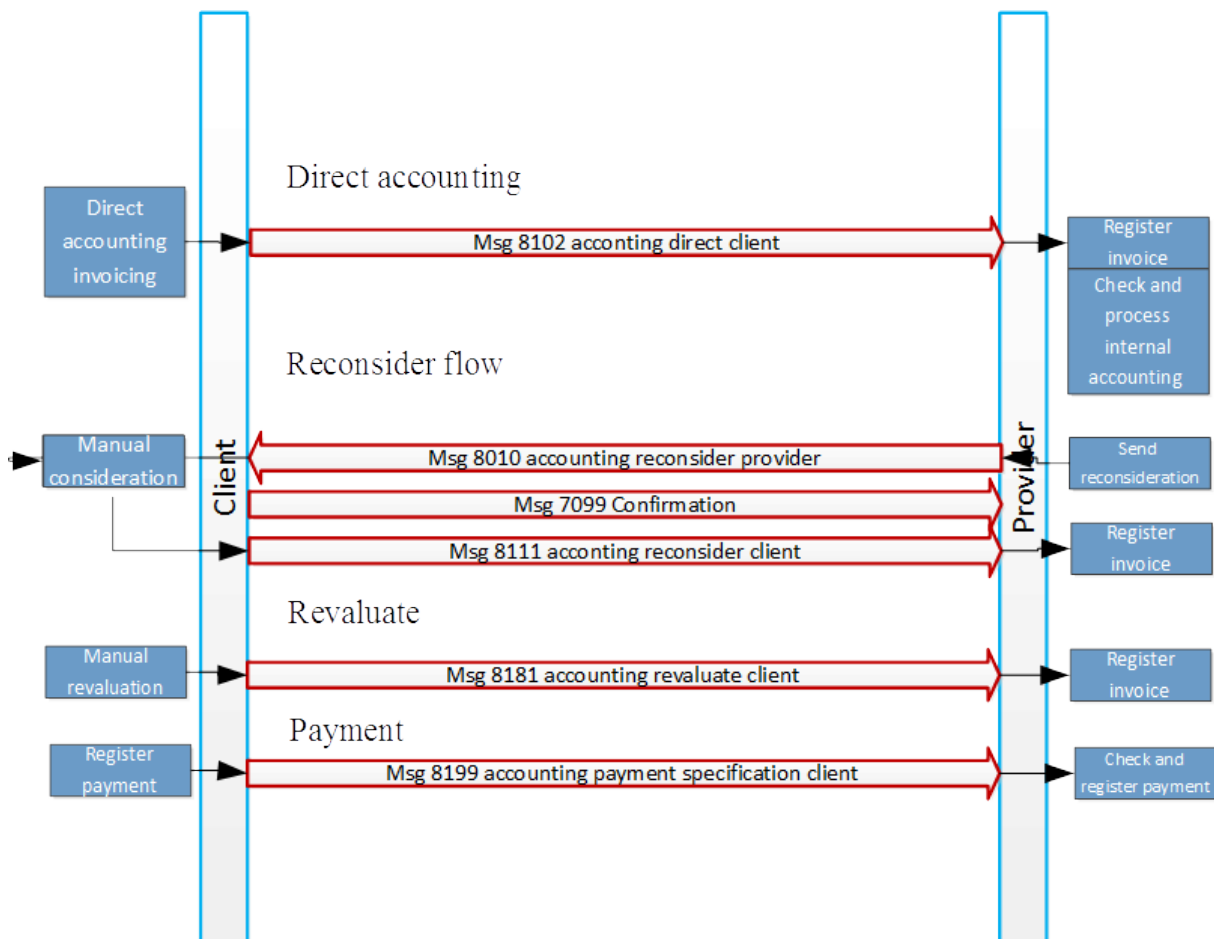 Direct accounting
Direct
accounting
invoicing
Msg 8102 acconting direct client
Register
invoice
Check and
process
internal
accounting
Reconsider flow
Client
Provider
Manual
consideration
Msg 8010 accounting reconsider provider
Send
reconsideration
Msg 7099 Confirmation
Msg 8111 acconting reconsider client
Register
invoice
Revaluate
Manual
revaluation
Msg 8181 accounting revaluate client
Register
invoice
Payment
Register
payment
Msg 8199 accounting payment specification client
Check and
register payment